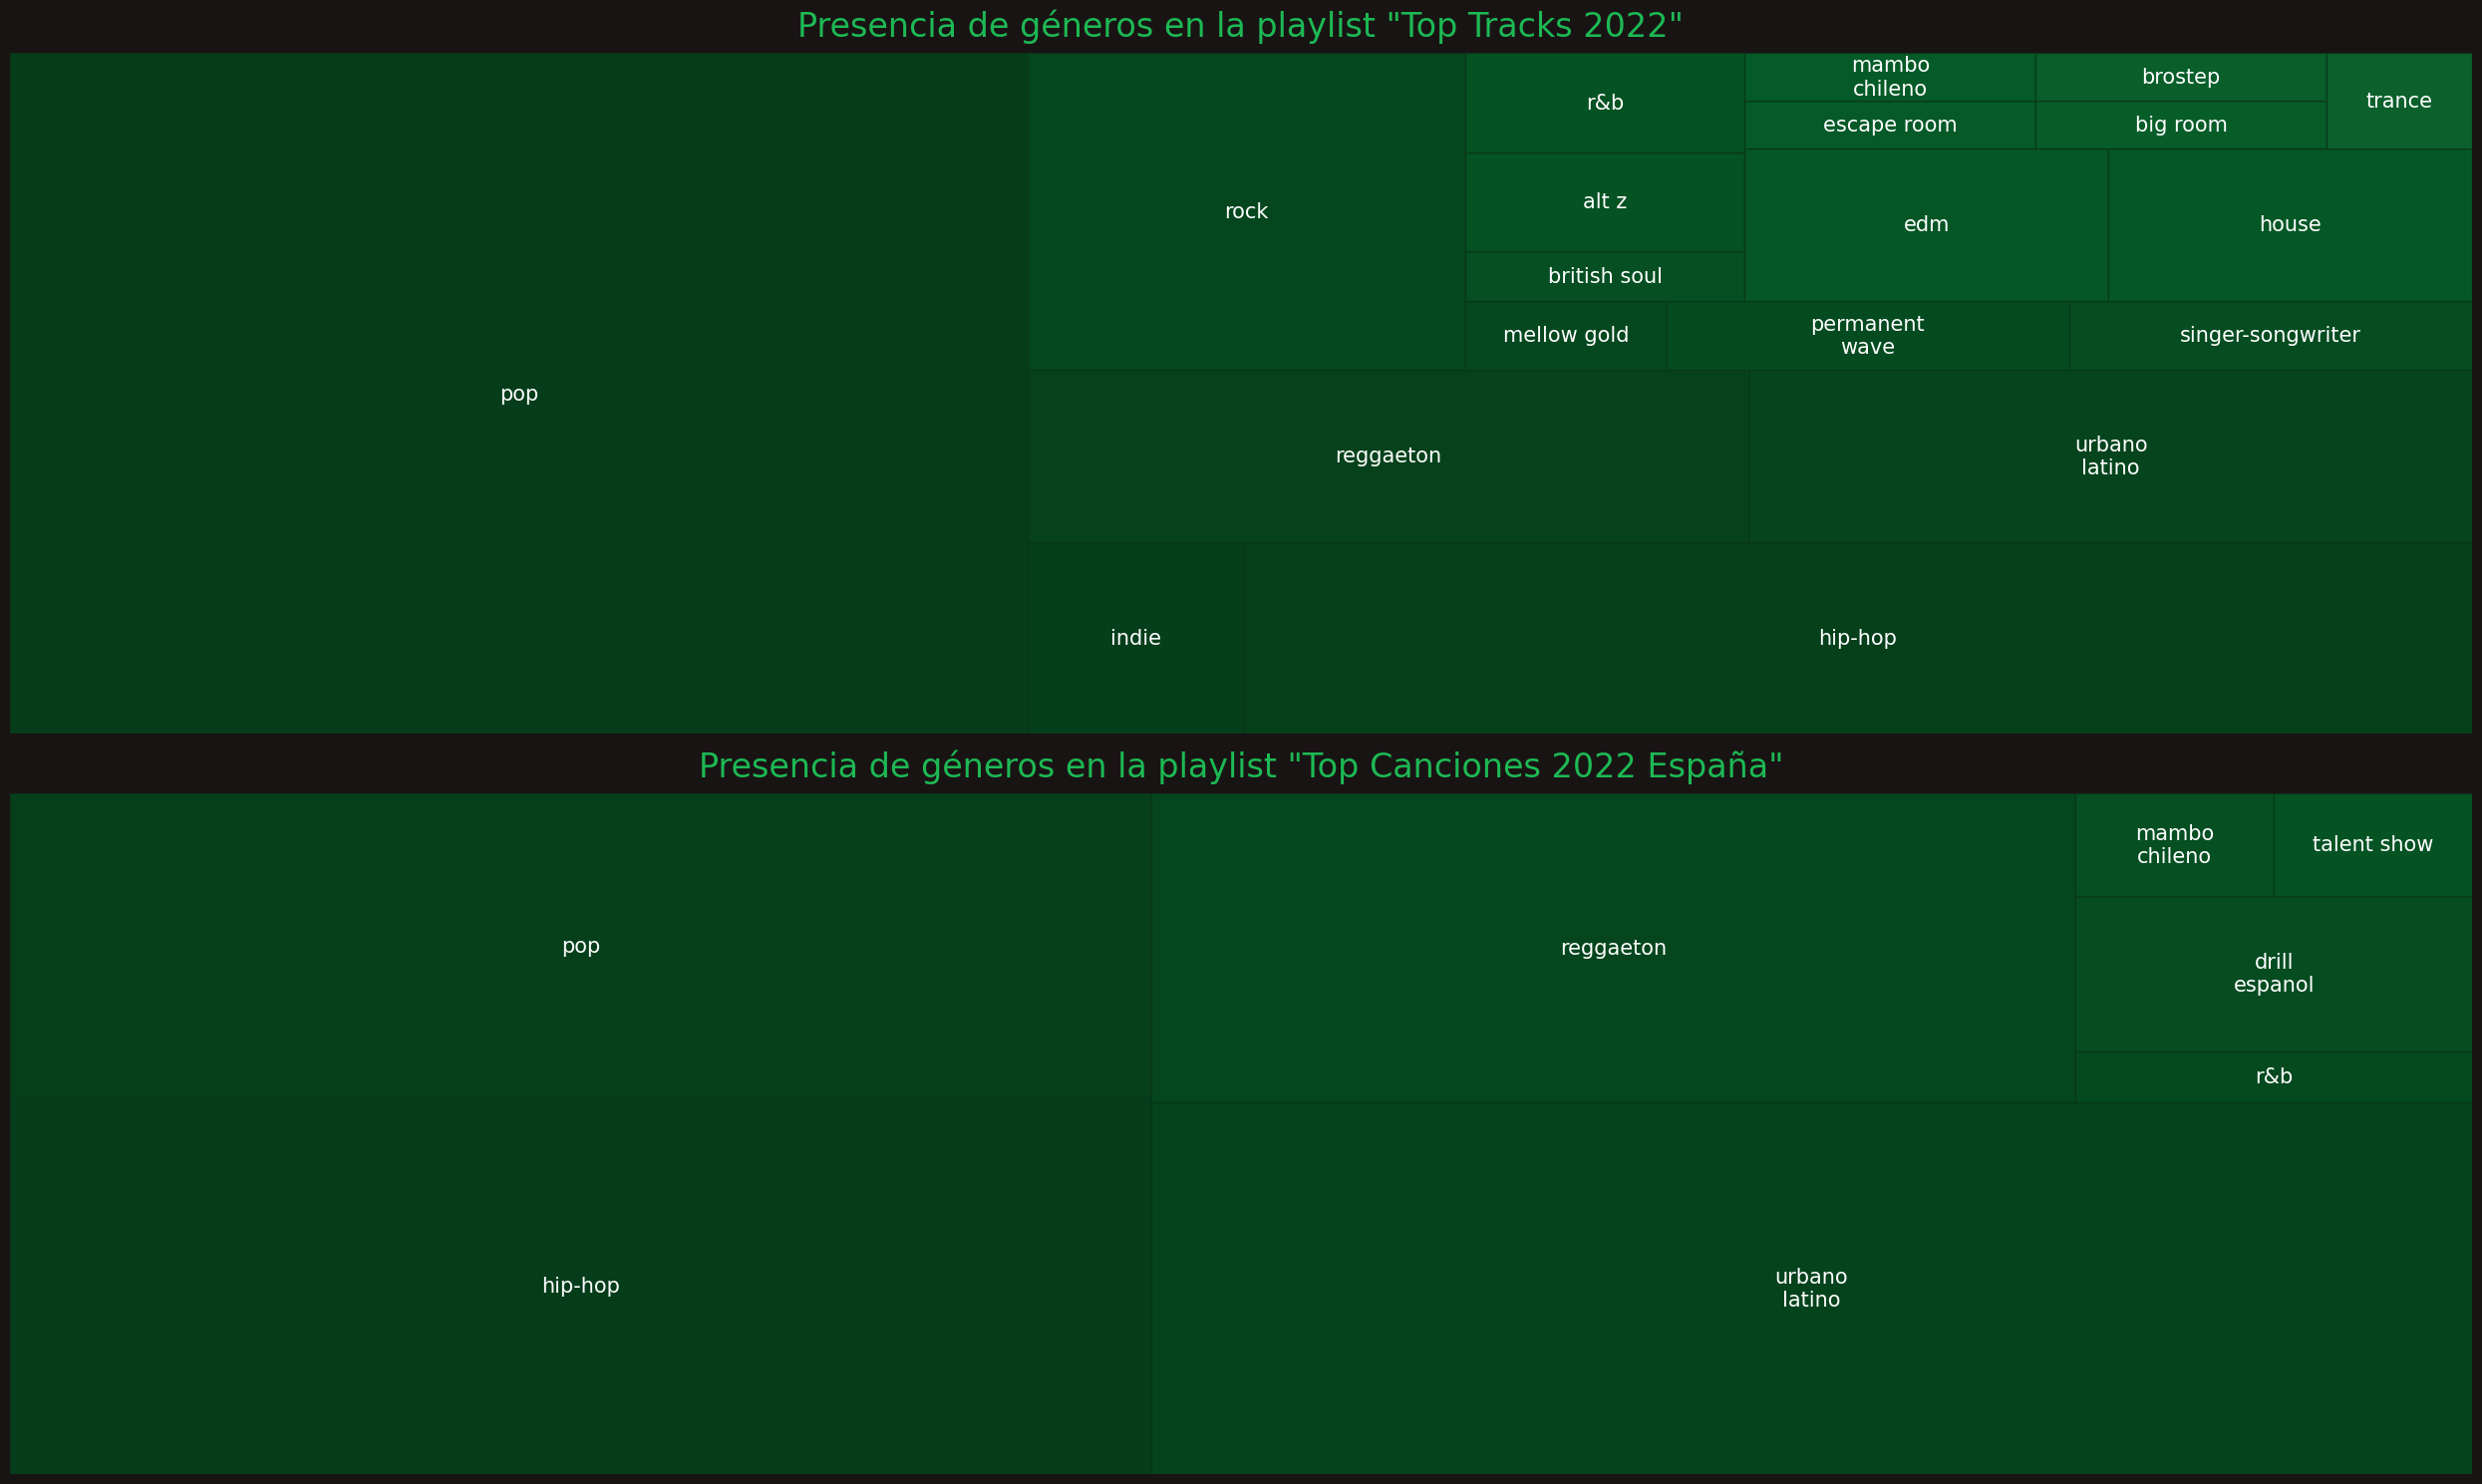 Presencia de géneros en la playlist "Top Tracks 2022"
pop
rock
r&b
alt z
british soul
mambo
chileno
escape room
brostep
big room
trance
edm
house
mellow gold
permanent
wave
singer-songwriter
reggaeton
urbano
latino
indie
hip-hop
Presencia de géneros en la playlist "Top Canciones 2022 España"
pop
reggaeton
mambo
chileno
talent show
drill
espanol
r&b
hip-hop
urbano
latino